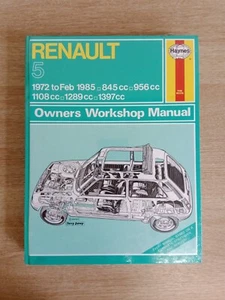 RENAULT
Haynes
5
1972 to Feb 1985 □ 845 cc □ 956 cc
1108 cc □ 1289 cc □ 1397 cc
Owners Workshop Manual